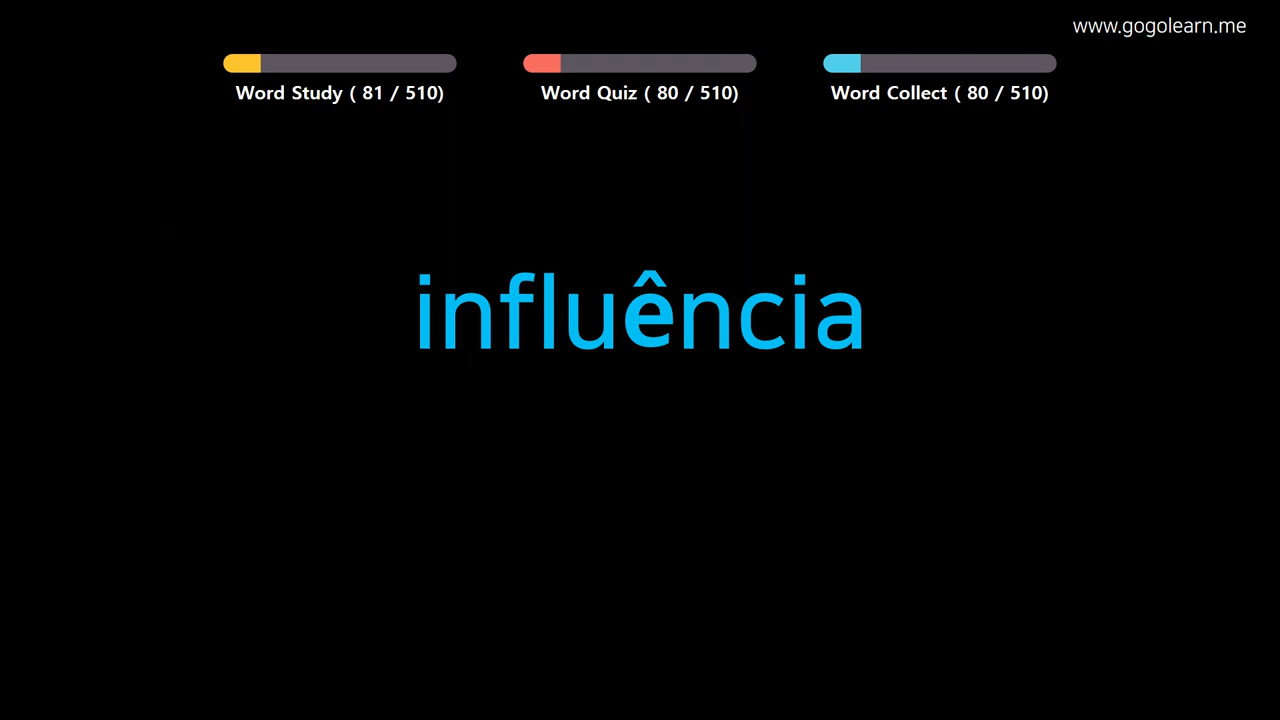 www.gogolearn.me
Word Study ( 81 / 510)
Word Quiz ( 80 / 510)
Word Collect ( 80 / 510)
influência